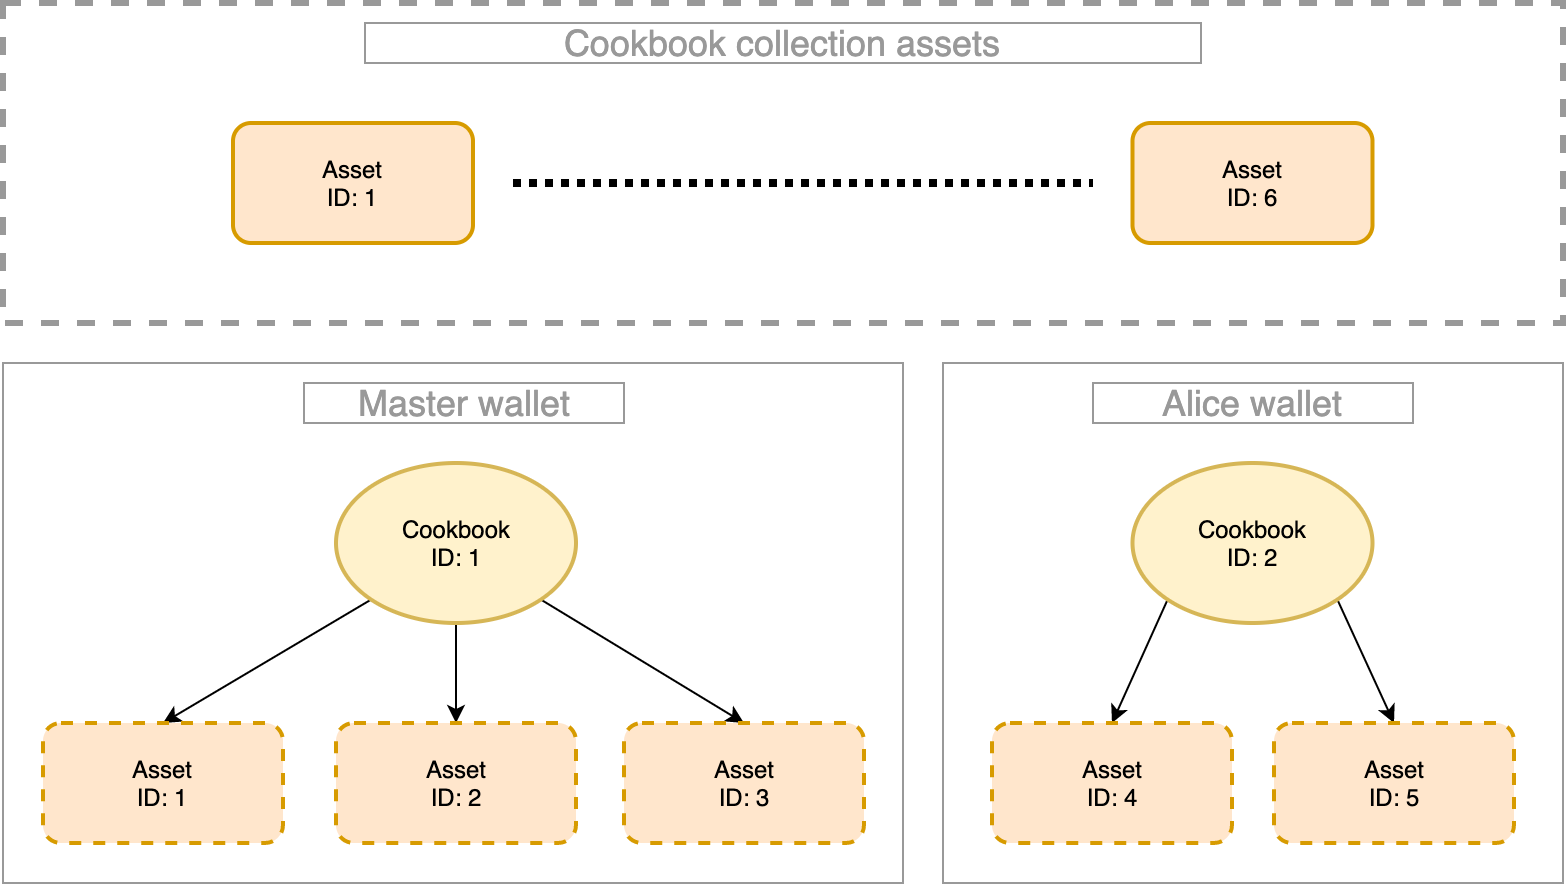 Cookbook collection assets
Asset
ID: 1
Asset
ID: 6
Master wallet
Cookbook
ID: 1
Asset
ID: 1
Asset
ID: 2
Asset
ID: 3
Alice wallet
Cookbook
ID: 2
Asset
ID: 4
Asset
ID: 5